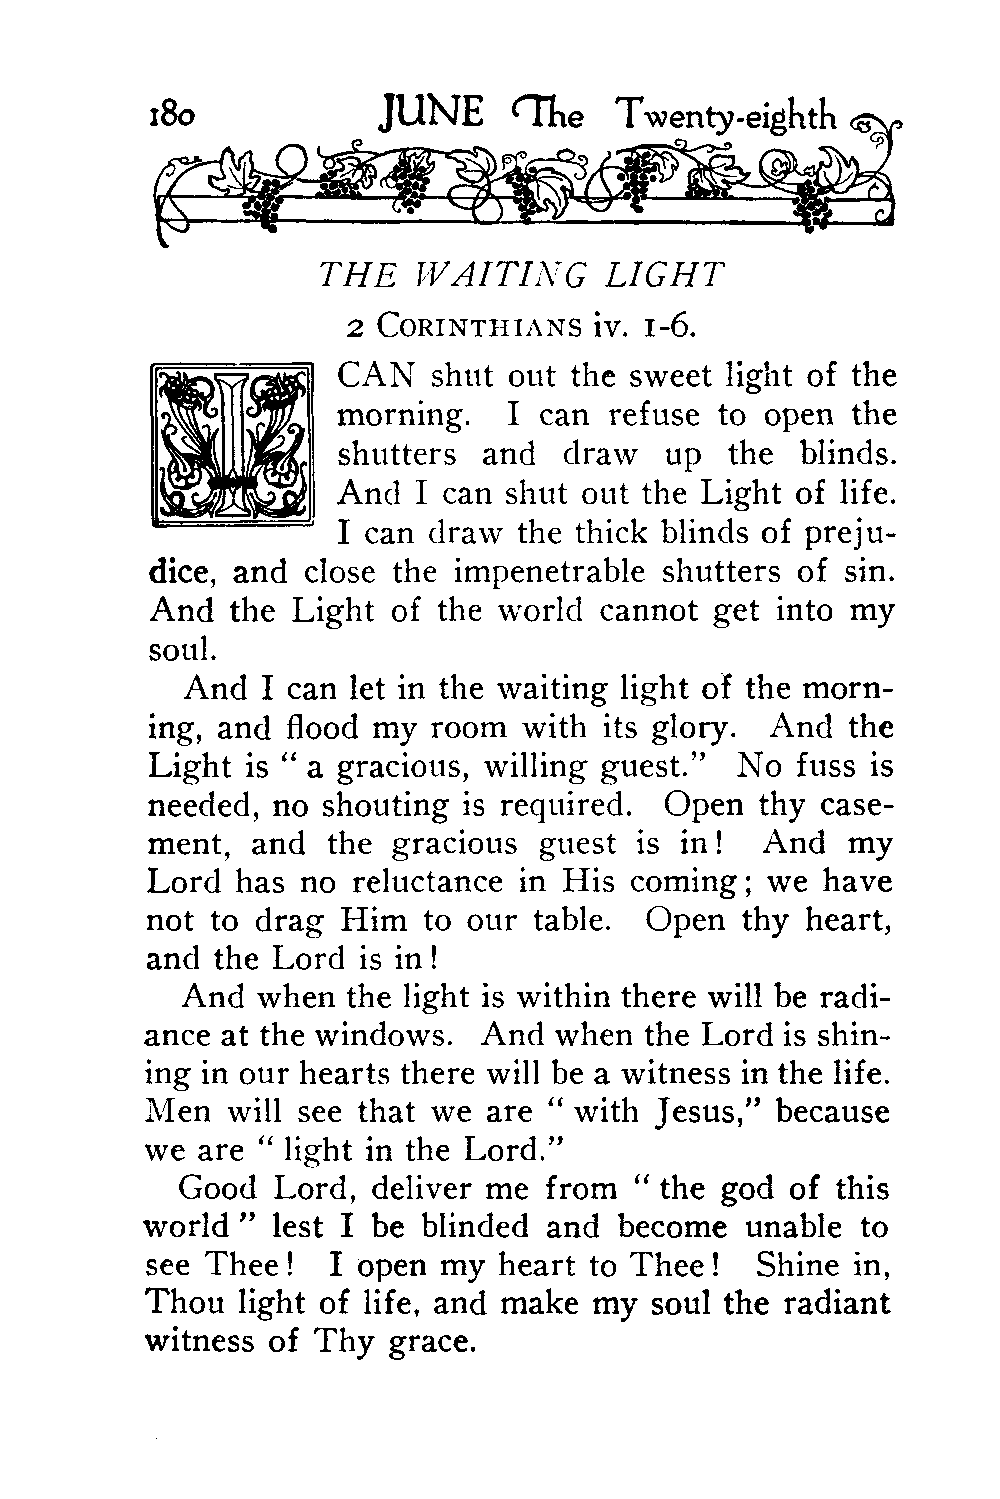 180 JUNE The Twenty-eighth
THE WAITING LIGHT
2 CORINTHIANS iv. 1-6.
I CAN shut out the sweet light of the
morning. I can refuse to open the
shutters and draw up the blinds.
And I can shut out the Light of life.
I can draw the thick blinds of preju-
dice, and close the impenetrable shutters of sin.
And the Light of the world cannot get into my
soul.
And I can let in the waiting light of the morn-
ing, and flood my room with its glory. And the
Light is " a gracious, willing guest." No fuss is
needed, no shouting is required. Open thy case-
ment, and the gracious guest is in! And my
Lord has no reluctance in His coming; we have
not to drag Him to our table. Open thy heart,
and the Lord is in!
And when the light is within there will be radi-
ance at the windows. And when the Lord is shin-
ing in our hearts there will be a witness in the life.
Men will see that we are " with Jesus," because
we are " light in the Lord."
Good Lord, deliver me from " the god of this
world " lest I be blinded and become unable to
see Thee! I open my heart to Thee! Shine in,
Thou light of life, and make my soul the radiant
witness of Thy grace.